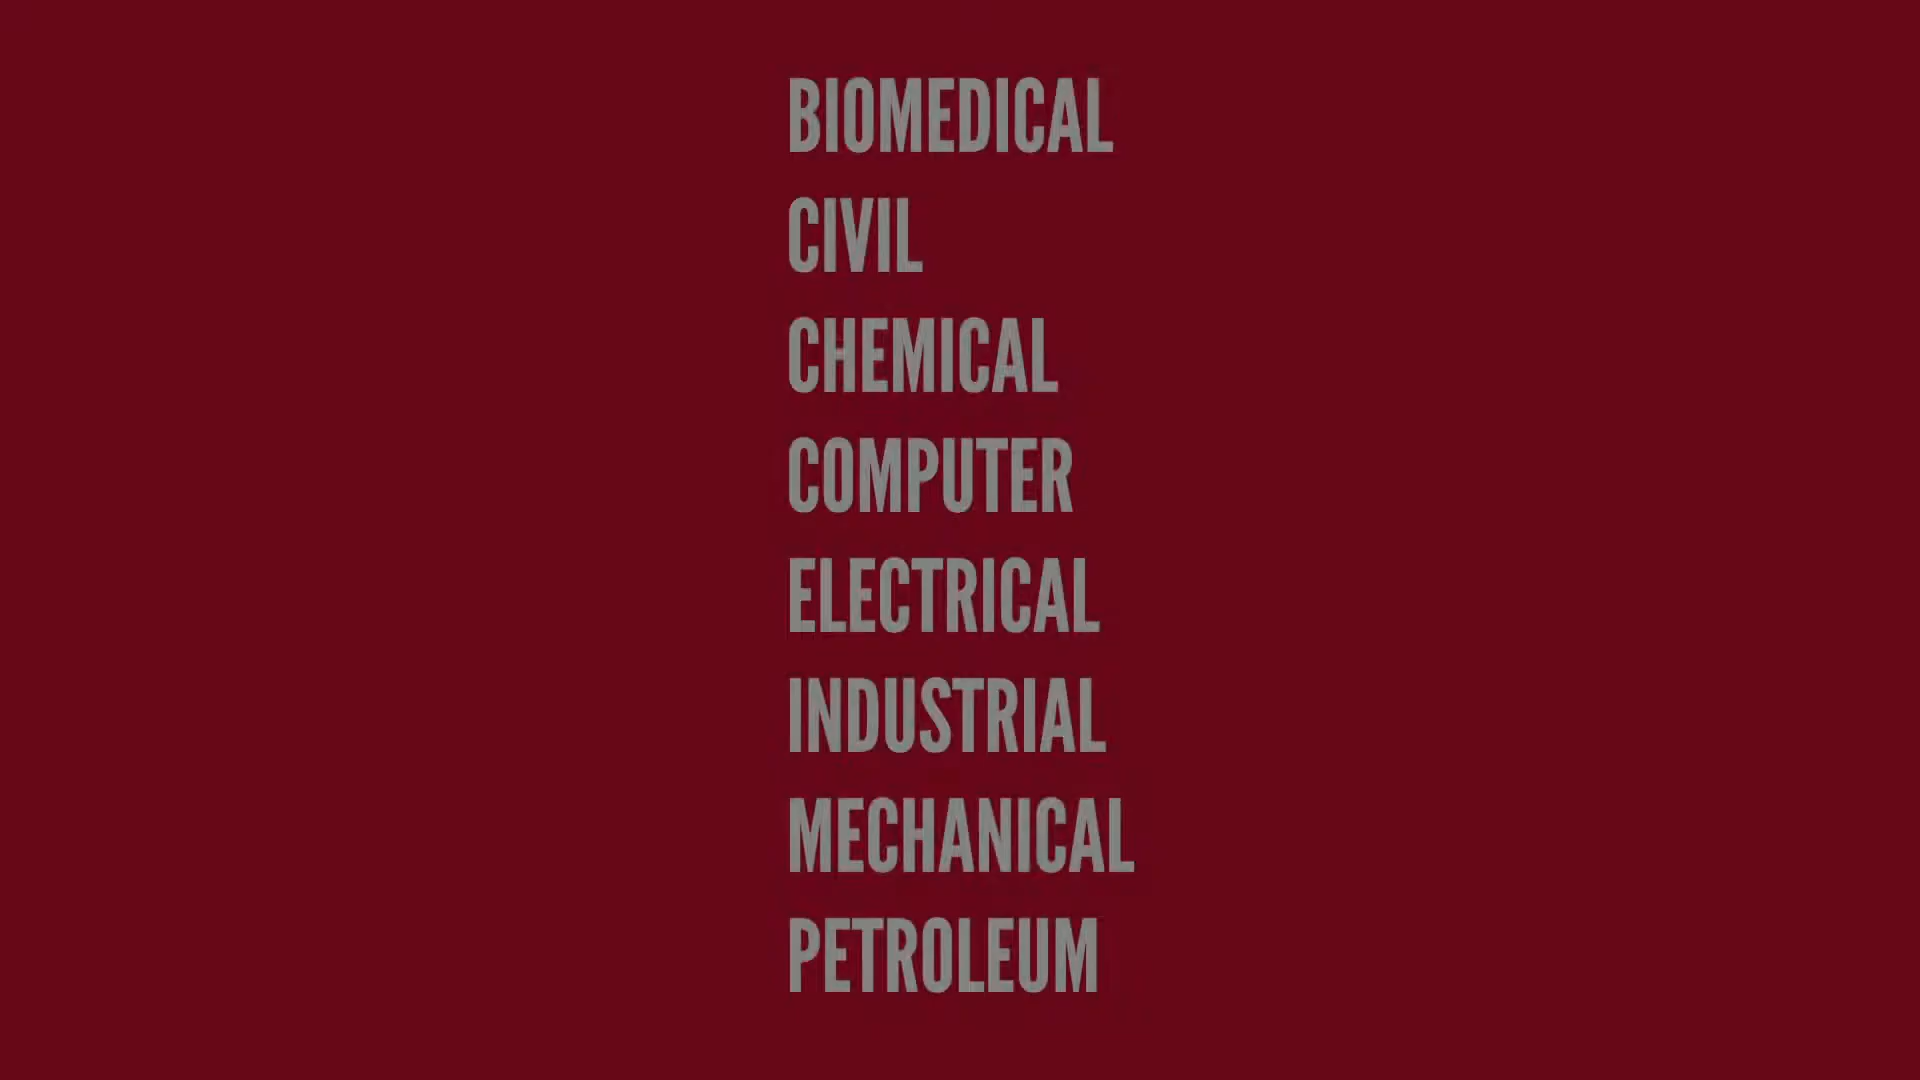 BIOMEDICAL
CIVIL
CHEMICAL
COMPUTER
ELECTRICAL
INDUSTRIAL
MECHANICAL
PETROLEUM